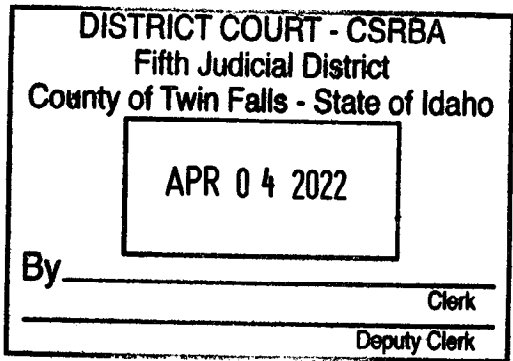 DISTRICT COURT - CSRBA
Fifth Judicial District
County of Twin Falls - State of Idaho
APR 04 2022
By
Clerk
Deputy Clerk